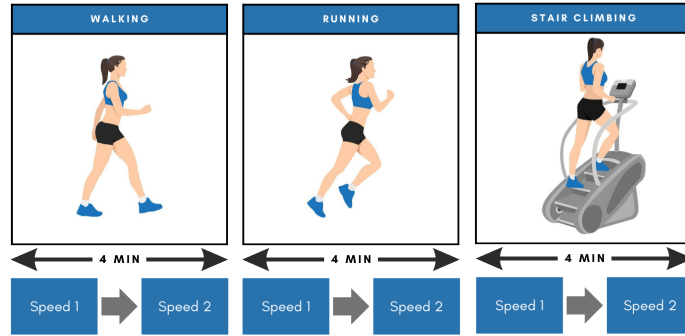 WALKING
RUNNING
STAIR CLIMBING
4 MIN
4 MIN
4 MIN
Speed 1
Speed 2
Speed 1
Speed 2
Speed 1
Speed 2